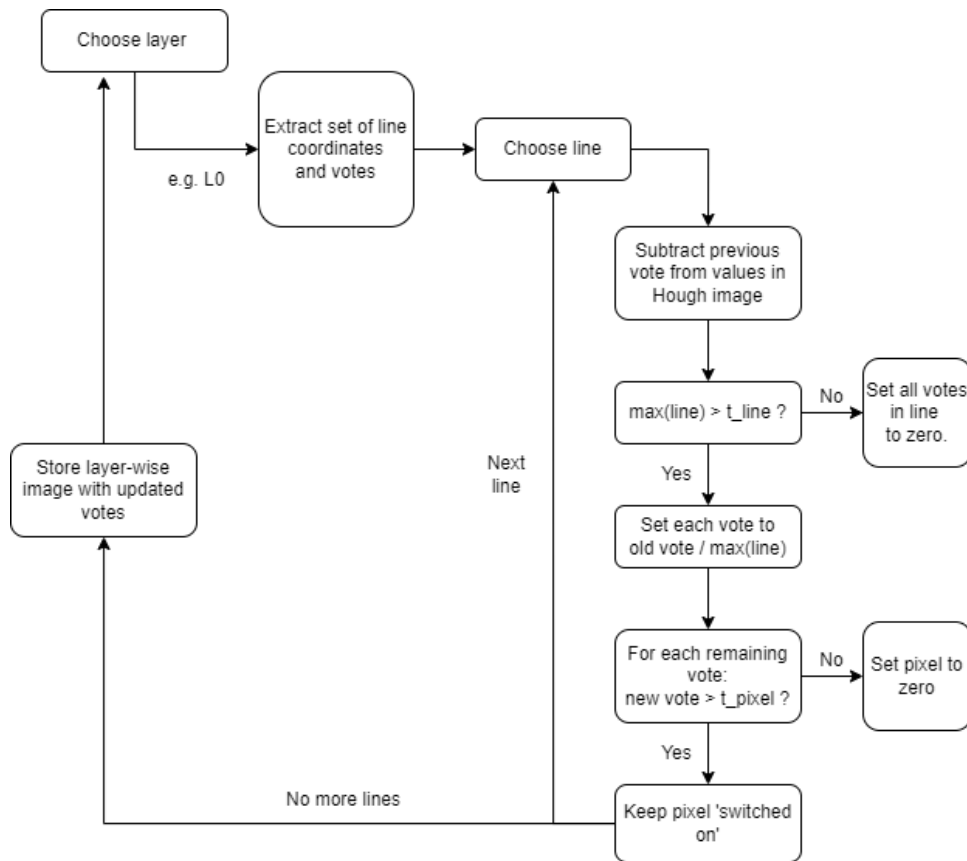 Choose layer
e.g. L0
Extract set of line
coordinates
and votes
Choose line
Subtract previous
vote from values in
Hough image
max(line) > t_line ?
No
Set all votes
in line
to zero.
Yes
Set each vote to
old vote / max(line)
For each remaining
vote:
new vote > t_pixel ?
No
Set pixel to
zero
Yes
Keep pixel 'switched
on'
Next
line
No more lines
Store layer-wise
image with updated
votes